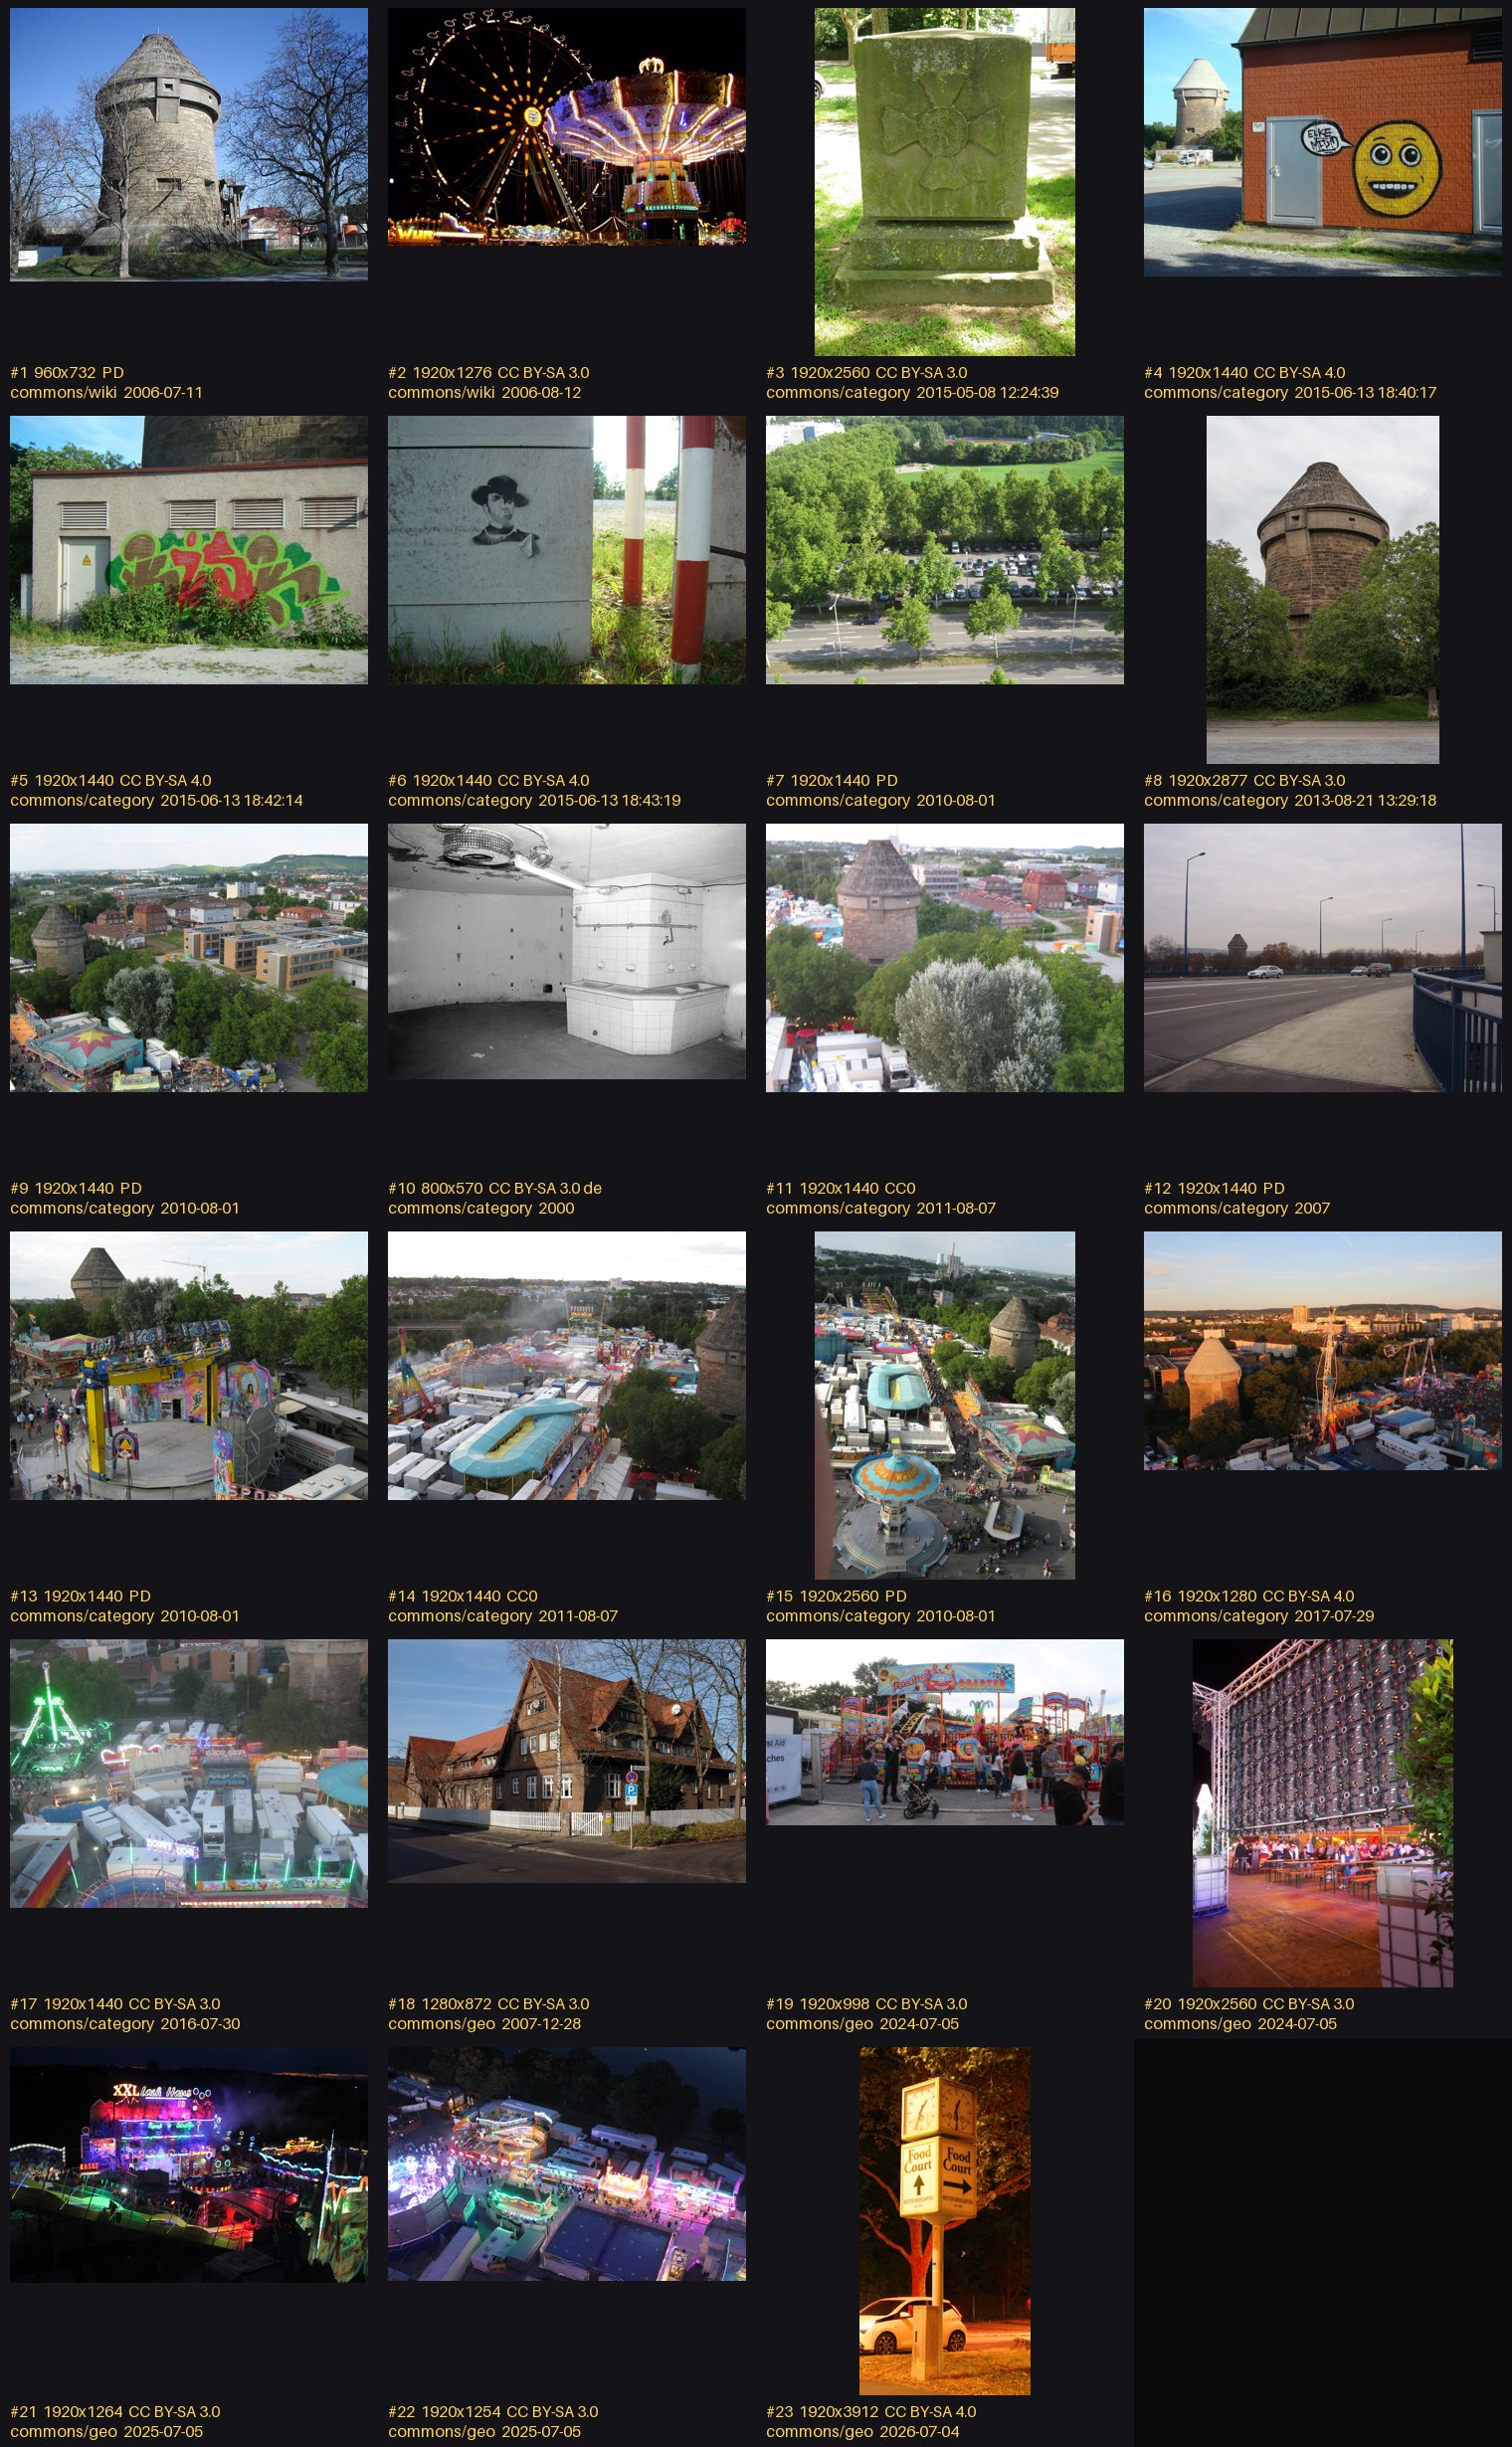 #1 960x732 PD
commons/wiki 2006-07-11
WUR
#2 1920x1276 CC BY-SA 3.0
commons/wiki 2006-08-12
#3 1920x2560 CC BY-SA 3.0
commons/category 2015-05-08 12:24:39
ELKE
#4 1920x1440 CC BY-SA 4.0
commons/category 2015-06-13 18:40:17
#5 1920x1440 CC BY-SA 4.0
commons/category 2015-06-13 18:42:14
#6 1920x1440 CC BY-SA 4.0
commons/category 2015-06-13 18:43:19
#7 1920x1440 PD
commons/category 2010-08-01
#8 1920x2877 CC BY-SA 3.0
commons/category 2013-08-21 13:29:18
#9 1920x1440 PD
commons/category 2010-08-01
#10 800x570 CC BY-SA 3.0 de
commons/category 2000
#11 1920x1440 CC0
commons/category 2011-08-07
#12 1920x1440 PD
commons/category 2007
#13 1920x1440 PD
commons/category 2010-08-01
#14 1920x1440 CC0
commons/category 2011-08-07
#15 1920x2560 PD
commons/category 2010-08-01
#16 1920x1280 CC BY-SA 4.0
commons/category 2017-07-29
#17 1920x1440 CC BY-SA 3.0
commons/category 2016-07-30
P
#18 1280x872 CC BY-SA 3.0
commons/geo 2007-12-28
COASTER
#19 1920x998 CC BY-SA 3.0
commons/geo 2024-07-05
#20 1920x2560 CC BY-SA 3.0
commons/geo 2024-07-05
XXL
#21 1920x1264 CC BY-SA 3.0
commons/geo 2025-07-05
#22 1920x1254 CC BY-SA 3.0
commons/geo 2025-07-05
Food
Court
Food
Court
#23 1920x3912 CC BY-SA 4.0
commons/geo 2026-07-04